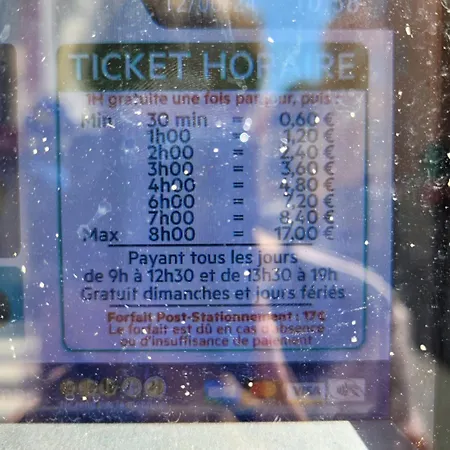 TICKET HORAIRE
1H gratuite une fois par jour, puis :
Min 30 min = 0,60 €
1h00 = 1,20 €
2h00 = 2,40 €
3h00 = 3,60 €
4h00 = 4,80 €
6h00 = 7,20 €
7h00 = 8,40 €
Max 8h00 = 17,00 €
Payant tous les jours
de 9h à 12h30 et de 13h30 à 19h
Gratuit dimanches et jours fériés
Forfait Post-Stationnement : 17€
Le forfait est dû en cas d'absence
ou d'insuffisance de paiement
VISA